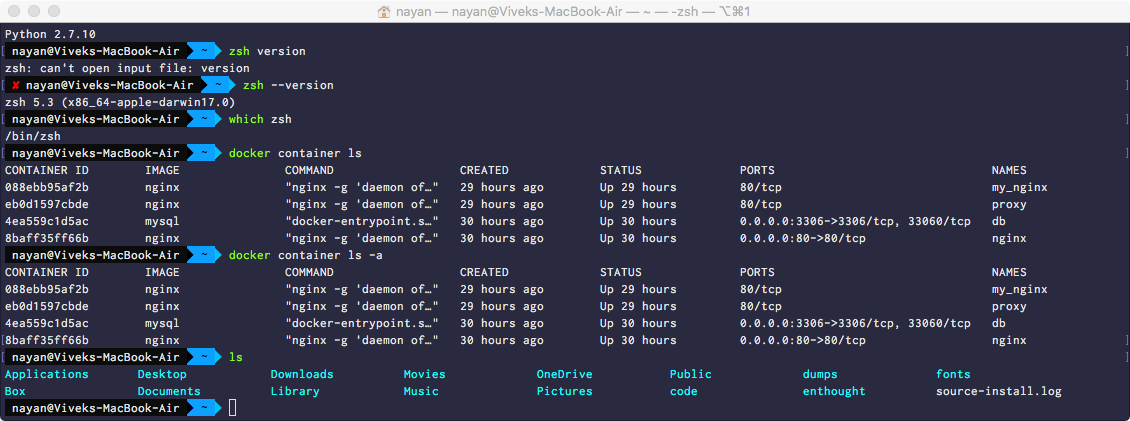 nayan — nayan@Viveks-MacBook-Air — ~ — -zsh — ⌥⌘1
Python 2.7.10
[ nayan@Viveks-MacBook-Air ~ zsh version ]
zsh: can't open input file: version
[ ✘ nayan@Viveks-MacBook-Air ~ zsh --version ]
zsh 5.3 (x86_64-apple-darwin17.0)
[ nayan@Viveks-MacBook-Air ~ which zsh ]
/bin/zsh
[ nayan@Viveks-MacBook-Air ~ docker container ls ]
CONTAINER ID IMAGE COMMAND CREATED STATUS PORTS NAMES
088ebb95af2b nginx "nginx -g 'daemon of…" 29 hours ago Up 29 hours 80/tcp my_nginx
eb0d1597cbde nginx "nginx -g 'daemon of…" 29 hours ago Up 29 hours 80/tcp proxy
4ea559c1d5ac mysql "docker-entrypoint.s…" 30 hours ago Up 30 hours 0.0.0.0:3306->3306/tcp, 33060/tcp db
8baff35ff66b nginx "nginx -g 'daemon of…" 30 hours ago Up 30 hours 0.0.0.0:80->80/tcp nginx
nayan@Viveks-MacBook-Air ~ docker container ls -a
CONTAINER ID IMAGE COMMAND CREATED STATUS PORTS NAMES
088ebb95af2b nginx "nginx -g 'daemon of…" 29 hours ago Up 29 hours 80/tcp my_nginx
eb0d1597cbde nginx "nginx -g 'daemon of…" 29 hours ago Up 29 hours 80/tcp proxy
4ea559c1d5ac mysql "docker-entrypoint.s…" 30 hours ago Up 30 hours 0.0.0.0:3306->3306/tcp, 33060/tcp db
[8baff35ff66b nginx "nginx -g 'daemon of…" 30 hours ago Up 30 hours 0.0.0.0:80->80/tcp nginx ]
[ nayan@Viveks-MacBook-Air ~ ls ]
Applications Desktop Downloads Movies OneDrive Public dumps fonts
Box Documents Library Music Pictures code enthought source-install.log
nayan@Viveks-MacBook-Air ~